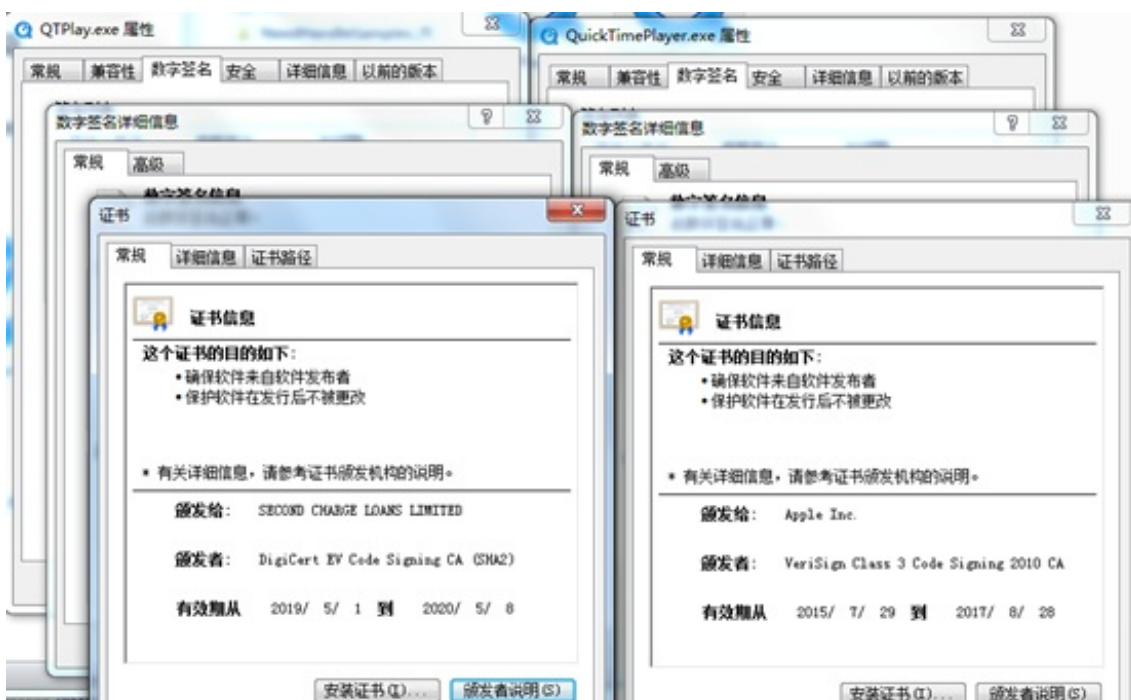 QTPlay.exe 属性
常规 兼容性 数字签名 安全 详细信息 以前的版本
数字签名详细信息
常规 高级
数字签名信息
证书
常规 详细信息 证书路径
证书信息
这个证书的目的如下:
•确保软件来自软件发布者
•保护软件在发行后不被更改
* 有关详细信息，请参考证书颁发机构的说明。
颁发给: SECOND CHARGE LOANS LIMITED
颁发者: DigiCert EV Code Signing CA (SHA2)
有效期从 2019/ 5/ 1 到 2020/ 5/ 8
安装证书(I)... 颁发者说明(S)
QuickTimePlayer.exe 属性
常规 兼容性 数字签名 安全 详细信息 以前的版本
数字签名详细信息
常规 高级
数字签名信息
证书
常规 详细信息 证书路径
证书信息
这个证书的目的如下:
•确保软件来自软件发布者
•保护软件在发行后不被更改
* 有关详细信息，请参考证书颁发机构的说明。
颁发给: Apple Inc.
颁发者: VeriSign Class 3 Code Signing 2010 CA
有效期从 2015/ 7/ 29 到 2017/ 8/ 28
安装证书(I)... 颁发者说明(S)